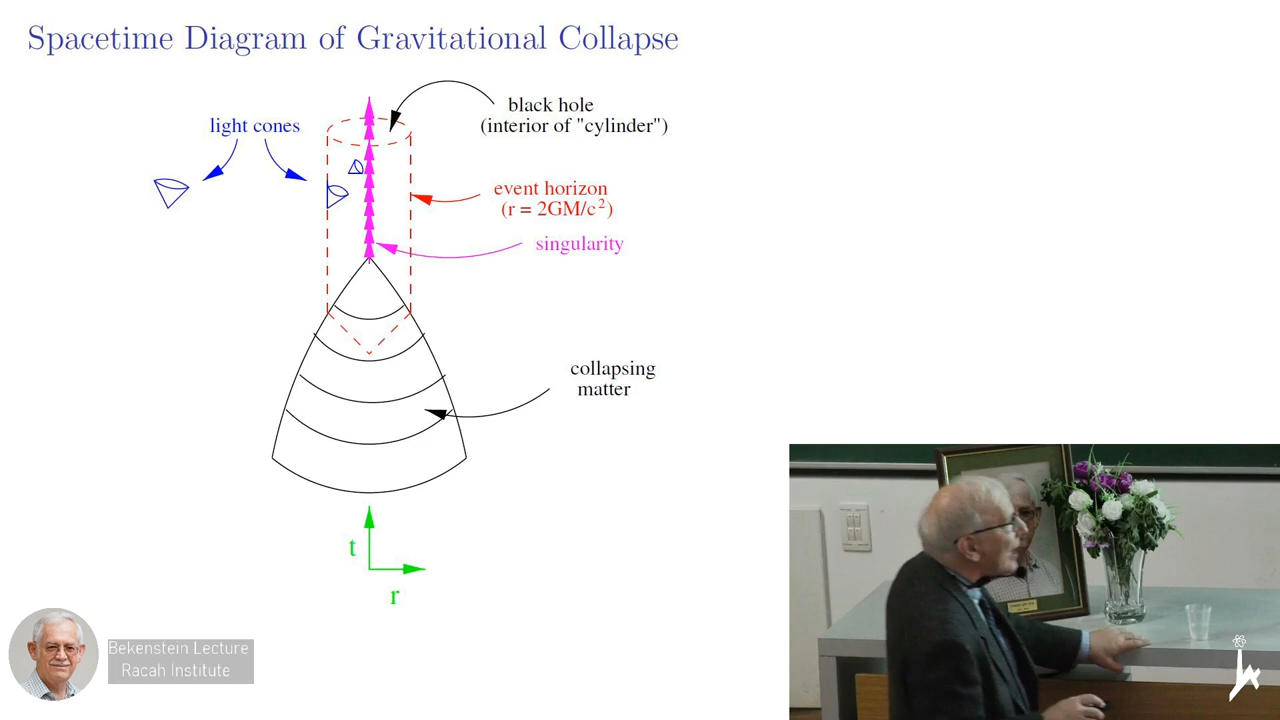 Spacetime Diagram of Gravitational Collapse
black hole
(interior of "cylinder")
light cones
event horizon
(r = 2GM/c²)
singularity
collapsing
matter
t
r
Bekenstein Lecture
Racah Institute